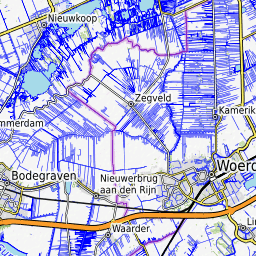 Nieuwkoop
Zegveld
Kamerik
mmerdam
Woerd
Bodegraven
Nieuwerbrug
aan den Rijn
Waarder
Lin